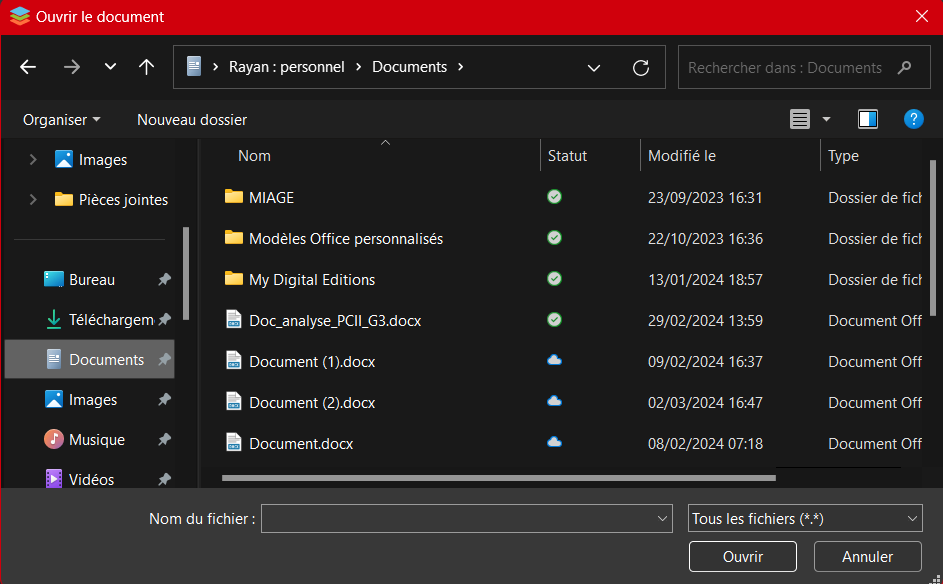 Ouvrir le document
Rayan : personnel Documents
Rechercher dans : Documents
Organiser Nouveau dossier
Images
Pièces jointes
Bureau
Téléchargem
Documents
Images
Musique
Vidéos
Nom Statut Modifié le Type
MIAGE 23/09/2023 16:31 Dossier de fich
Modèles Office personnalisés 22/10/2023 16:36 Dossier de fich
My Digital Editions 13/01/2024 18:57 Dossier de fich
Doc_analyse_PCII_G3.docx 29/02/2024 13:59 Document Off
Document (1).docx 09/02/2024 16:37 Document Off
Document (2).docx 02/03/2024 16:47 Document Off
Document.docx 08/02/2024 07:18 Document Off
Nom du fichier :
Tous les fichiers (*.*)
Ouvrir Annuler